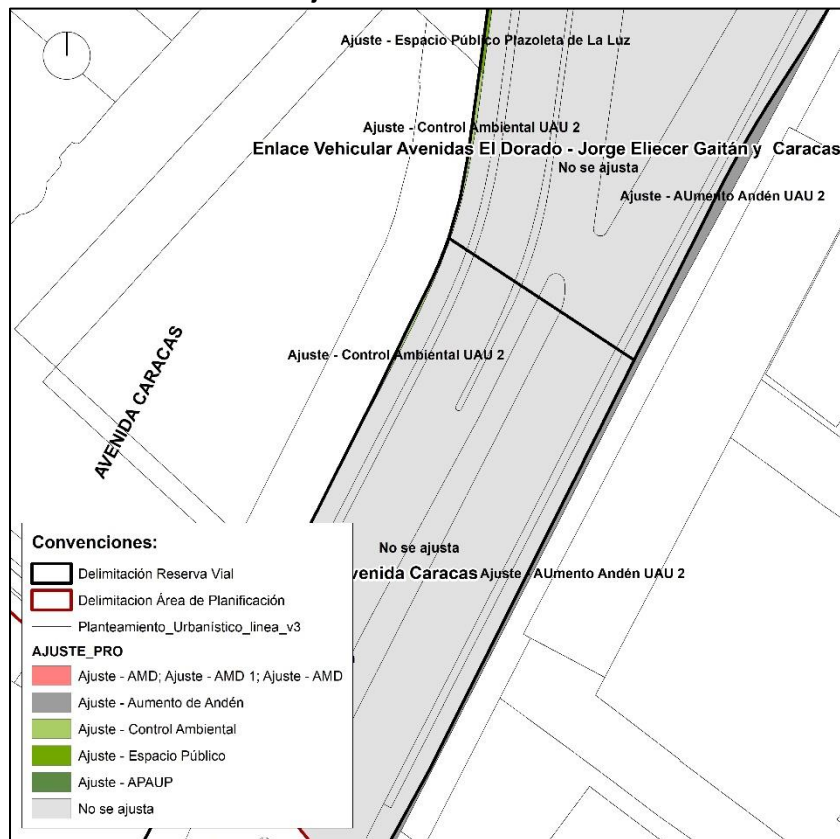 Ajuste - Espacio Público Plazoleta de La Luz
Ajuste - Control Ambiental UAU 2
Enlace Vehicular Avenidas El Dorado - Jorge Eliecer Gaitán y Caracas
No se ajusta
Ajuste - AUmento Andén UAU 2
Ajuste - Control Ambiental UAU 2
AVENIDA CARACAS
No se ajusta
venida Caracas
Ajuste - AUmento Andén UAU 2
Convenciones:
Delimitación Reserva Vial
Delimitacion Área de Planificación
Planteamiento_Urbanístico_linea_v3
AJUSTE_PRO
Ajuste - AMD; Ajuste - AMD 1; Ajuste - AMD
Ajuste - Aumento de Andén
Ajuste - Control Ambiental
Ajuste - Espacio Público
Ajuste - APAUP
No se ajusta